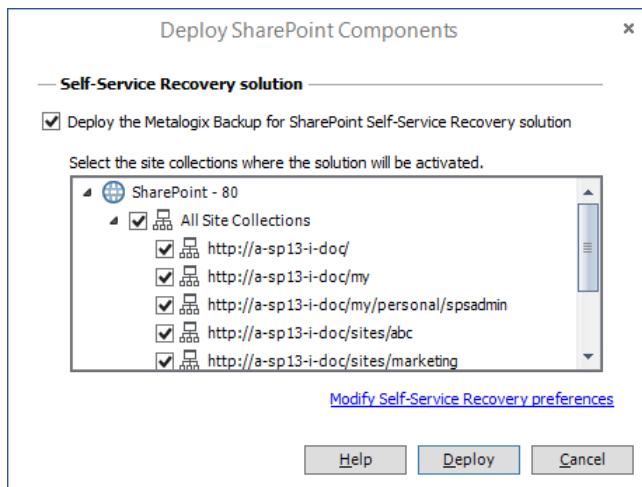 Deploy SharePoint Components
Self-Service Recovery solution
Deploy the Metalogix Backup for SharePoint Self-Service Recovery solution
Select the site collections where the solution will be activated.
SharePoint - 80
All Site Collections
http://a-sp13-i-doc/
http://a-sp13-i-doc/my
http://a-sp13-i-doc/my/personal/spsadmin
http://a-sp13-i-doc/sites/abc
http://a-sp13-i-doc/sites/marketing
Modify Self-Service Recovery preferences
Help Deploy Cancel